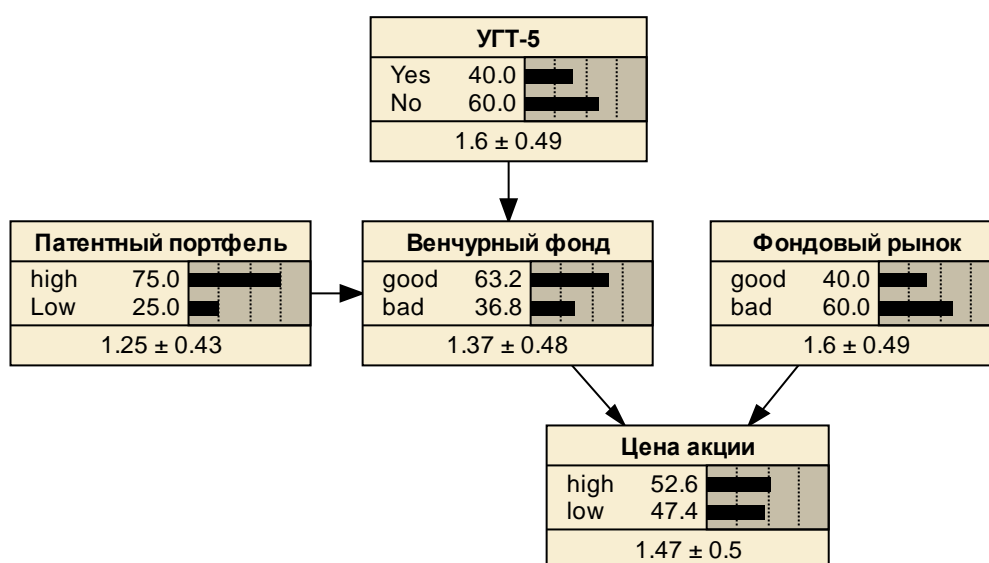 УГТ-5
Yes 40.0
No 60.0
1.6 ± 0.49
Патентный портфель
high 75.0
Low 25.0
1.25 ± 0.43
Венчурный фонд
good 63.2
bad 36.8
1.37 ± 0.48
Фондовый рынок
good 40.0
bad 60.0
1.6 ± 0.49
Цена акции
high 52.6
low 47.4
1.47 ± 0.5